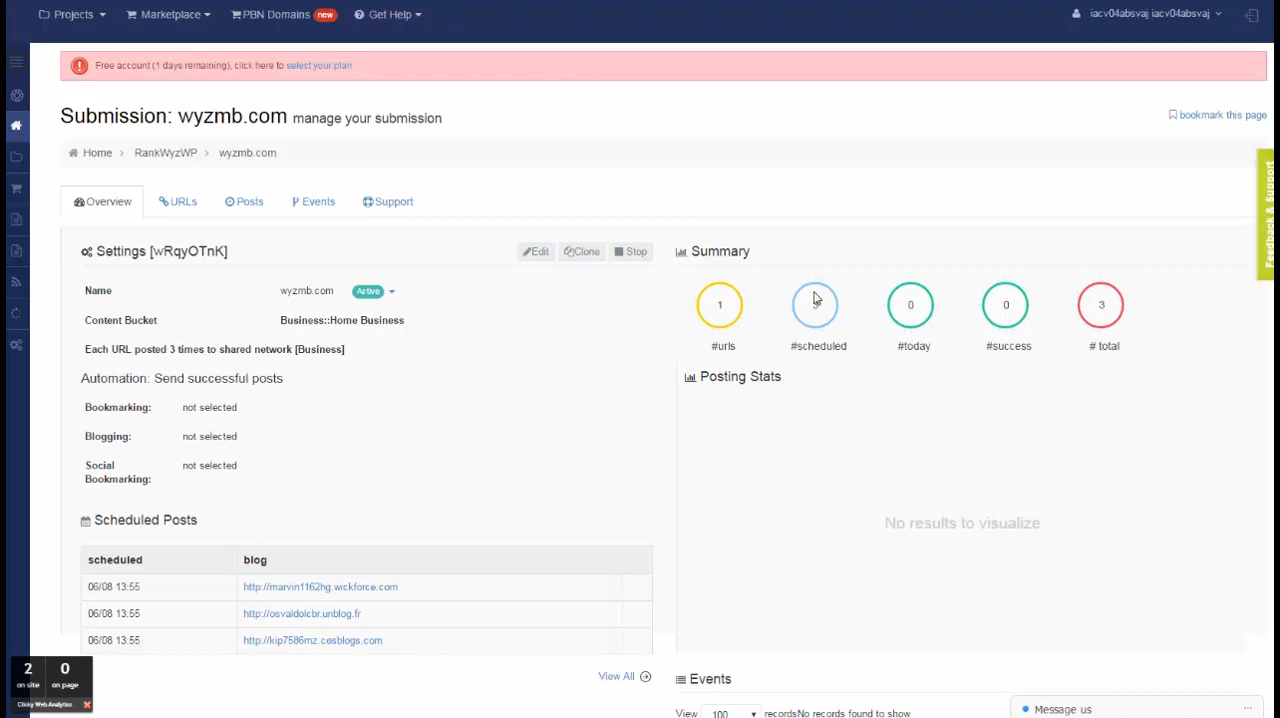 Projects Marketplace PBN Domains new Get Help iacv04absvaj iacv04absvaj
Free account (1 days remaining), click here to select your plan
Submission: wyzmb.com manage your submission
bookmark this page
Home > RankWyzWP > wyzmb.com
Feedback & Support
Overview URLs Posts Events Support
Settings [wRqyOTnK] Edit Clone Stop
Summary
Name wyzmb.com Active
Content Bucket Business::Home Business
Each URL posted 3 times to shared network [Business]
1 0 0 3
#urls #scheduled #today #success # total
Automation: Send successful posts
Posting Stats
Bookmarking: not selected
Blogging: not selected
Social not selected
Bookmarking:
No results to visualize
Scheduled Posts
scheduled blog
06/08 13:55 http://marvin1162hg.wickforce.com
06/08 13:55 http://osvaldolcbr.unblog.fr
06/08 13:55 http://kip7586mz.cesblogs.com
View All
Events
View 100 recordsNo records found to show
2 0
on site on page
Clicky Web Analytics
Message us